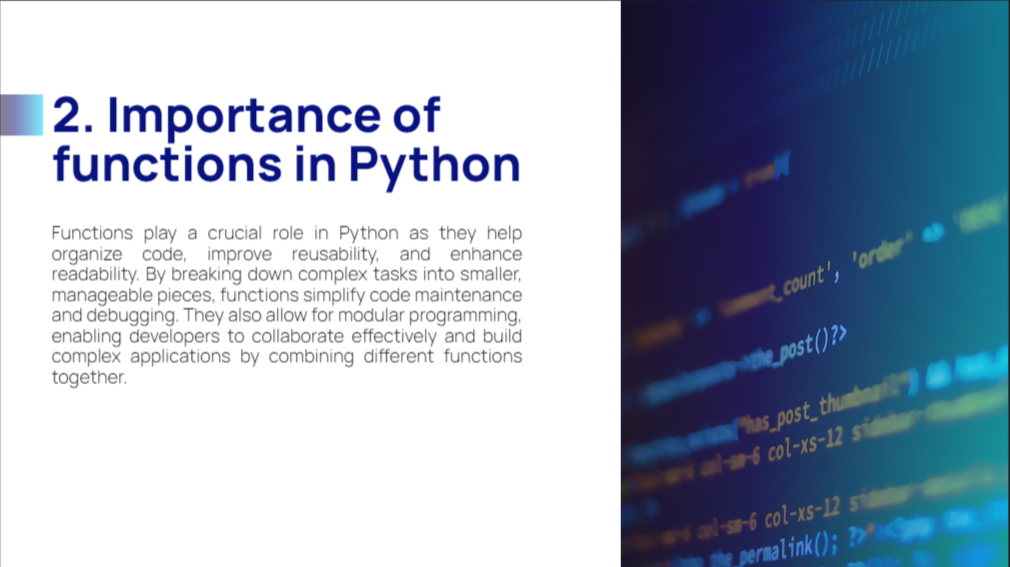 2. Importance of
functions in Python
Functions play a crucial role in Python as they help
organize code, improve reusability, and enhance
readability. By breaking down complex tasks into smaller,
manageable pieces, functions simplify code maintenance
and debugging. They also allow for modular programming,
enabling developers to collaborate effectively and build
complex applications by combining different functions
together.
'order' =>
_count',
the_post()?>
"has_post_thumbnail")
col-sm-6 col-xs-12
col-sm-6 col-xs-12
the_permalink(); ?>